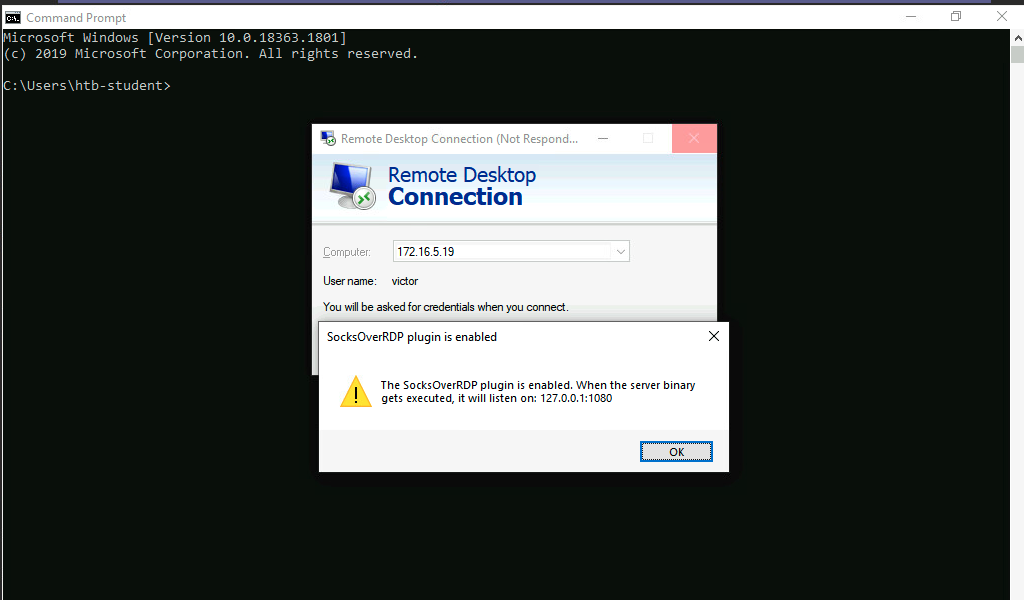 Command Prompt
Microsoft Windows [Version 10.0.18363.1801]
(c) 2019 Microsoft Corporation. All rights reserved.
C:\Users\htb-student>
Remote Desktop Connection (Not Respond...
Remote Desktop
Connection
Computer: 172.16.5.19
User name: victor
You will be asked for credentials when you connect.
SocksOverRDP plugin is enabled
The SocksOverRDP plugin is enabled. When the server binary
gets executed, it will listen on: 127.0.0.1:1080
OK